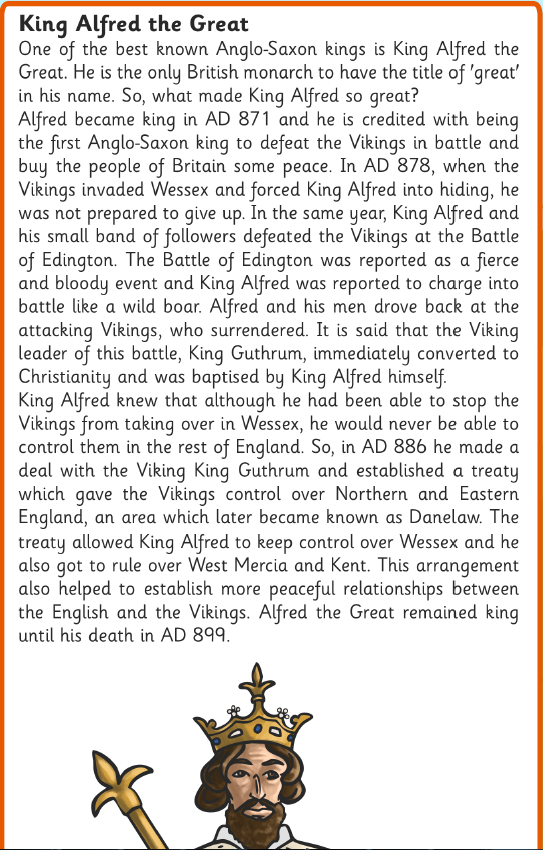 King Alfred the Great
One of the best known Anglo-Saxon kings is King Alfred the
Great. He is the only British monarch to have the title of 'great'
in his name. So, what made King Alfred so great?
Alfred became king in AD 871 and he is credited with being
the first Anglo-Saxon king to defeat the Vikings in battle and
buy the people of Britain some peace. In AD 878, when the
Vikings invaded Wessex and forced King Alfred into hiding, he
was not prepared to give up. In the same year, King Alfred and
his small band of followers defeated the Vikings at the Battle
of Edington. The Battle of Edington was reported as a fierce
and bloody event and King Alfred was reported to charge into
battle like a wild boar. Alfred and his men drove back at the
attacking Vikings, who surrendered. It is said that the Viking
leader of this battle, King Guthrum, immediately converted to
Christianity and was baptised by King Alfred himself.
King Alfred knew that although he had been able to stop the
Vikings from taking over in Wessex, he would never be able to
control them in the rest of England. So, in AD 886 he made a
deal with the Viking King Guthrum and established a treaty
which gave the Vikings control over Northern and Eastern
England, an area which later became known as Danelaw. The
treaty allowed King Alfred to keep control over Wessex and he
also got to rule over West Mercia and Kent. This arrangement
also helped to establish more peaceful relationships between
the English and the Vikings. Alfred the Great remained king
until his death in AD 899.